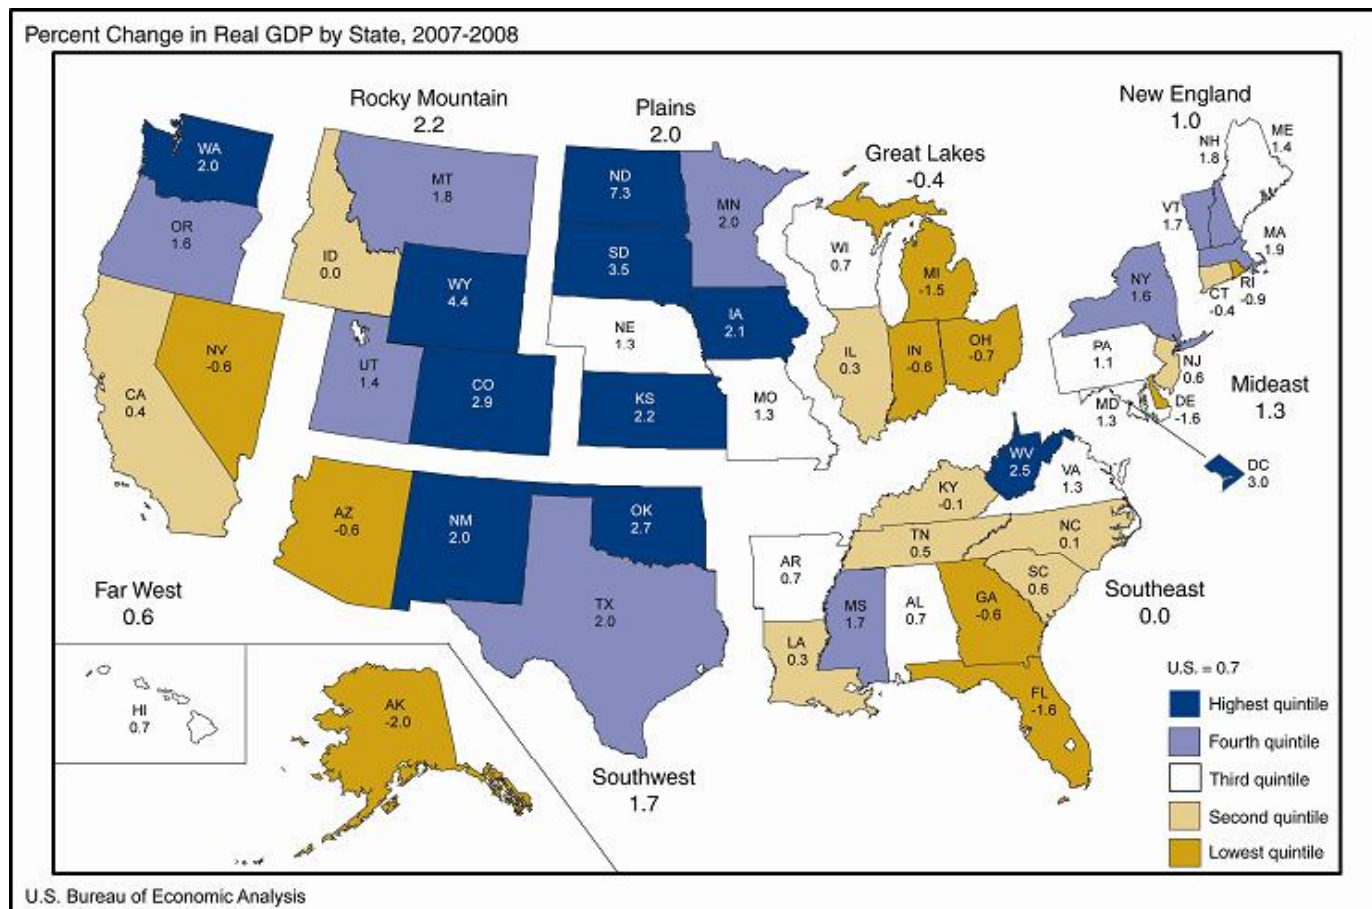 Percent Change in Real GDP by State, 2007-2008
Rocky Mountain
2.2
Plains
2.0
New England
1.0
Great Lakes
-0.4
WA
2.0
OR
1.6
MT
1.8
ID
0.0
WY
4.4
NV
-0.6
CA
0.4
UT
1.4
CO
2.9
ND
7.3
SD
3.5
MN
2.0
NE
1.3
IA
2.1
KS
2.2
MO
1.3
WI
0.7
MI
-1.5
IL
0.3
IN
-0.6
OH
-0.7
NH
1.8
ME
1.4
VT
1.7
MA
1.9
RI
-0.9
CT
-0.4
NY
1.6
PA
1.1
NJ
0.6
MD
1.3
DE
-1.6
Mideast
1.3
DC
3.0
AZ
-0.6
NM
2.0
OK
2.7
TX
2.0
WV
2.5
VA
1.3
KY
-0.1
TN
0.5
NC
0.1
SC
0.6
AR
0.7
LA
0.3
MS
1.7
AL
0.7
GA
-0.6
FL
-1.6
Far West
0.6
Southeast
0.0
HI
0.7
AK
-2.0
Southwest
1.7
U.S. = 0.7
Highest quintile
Fourth quintile
Third quintile
Second quintile
Lowest quintile
U.S. Bureau of Economic Analysis